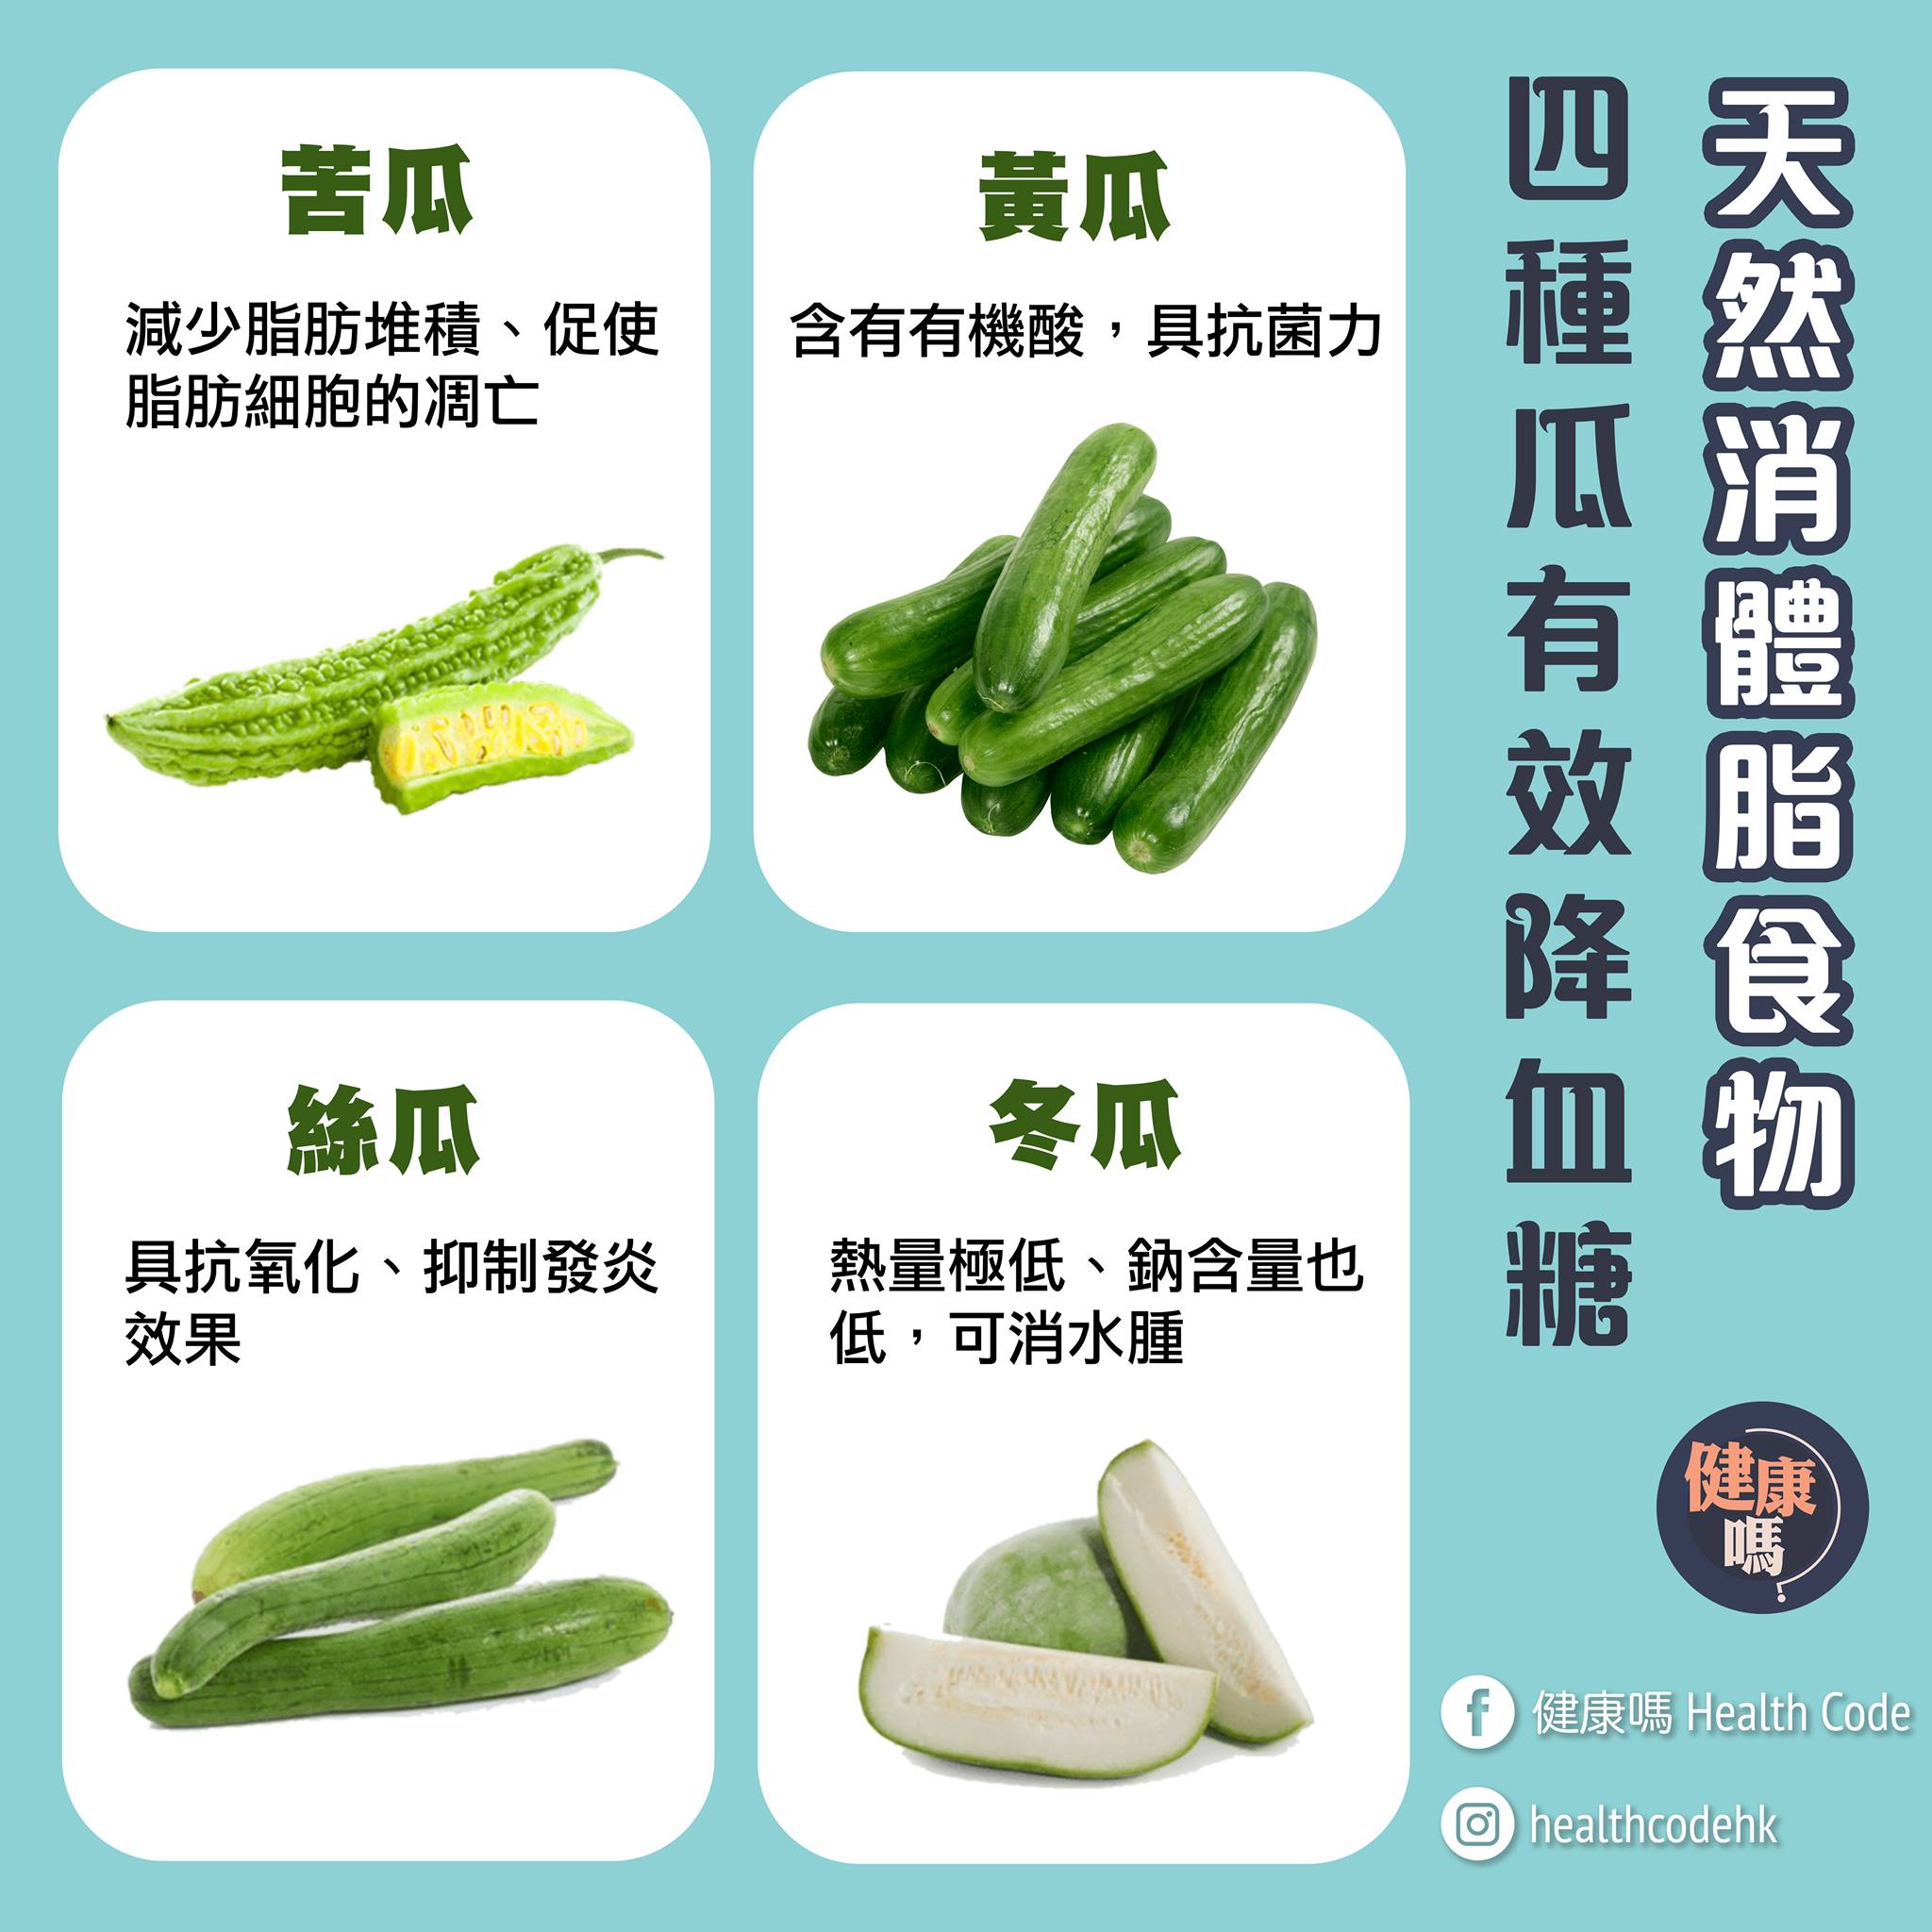 天然消體脂食物
四種瓜有效降血糖
苦瓜
減少脂肪堆積、促使
脂肪細胞的凋亡
黃瓜
含有有機酸，具抗菌力
絲瓜
具抗氧化、抑制發炎
效果
冬瓜
熱量極低、鈉含量也
低，可消水腫
健康
嗎?
健康嗎 Health Code
healthcodehk